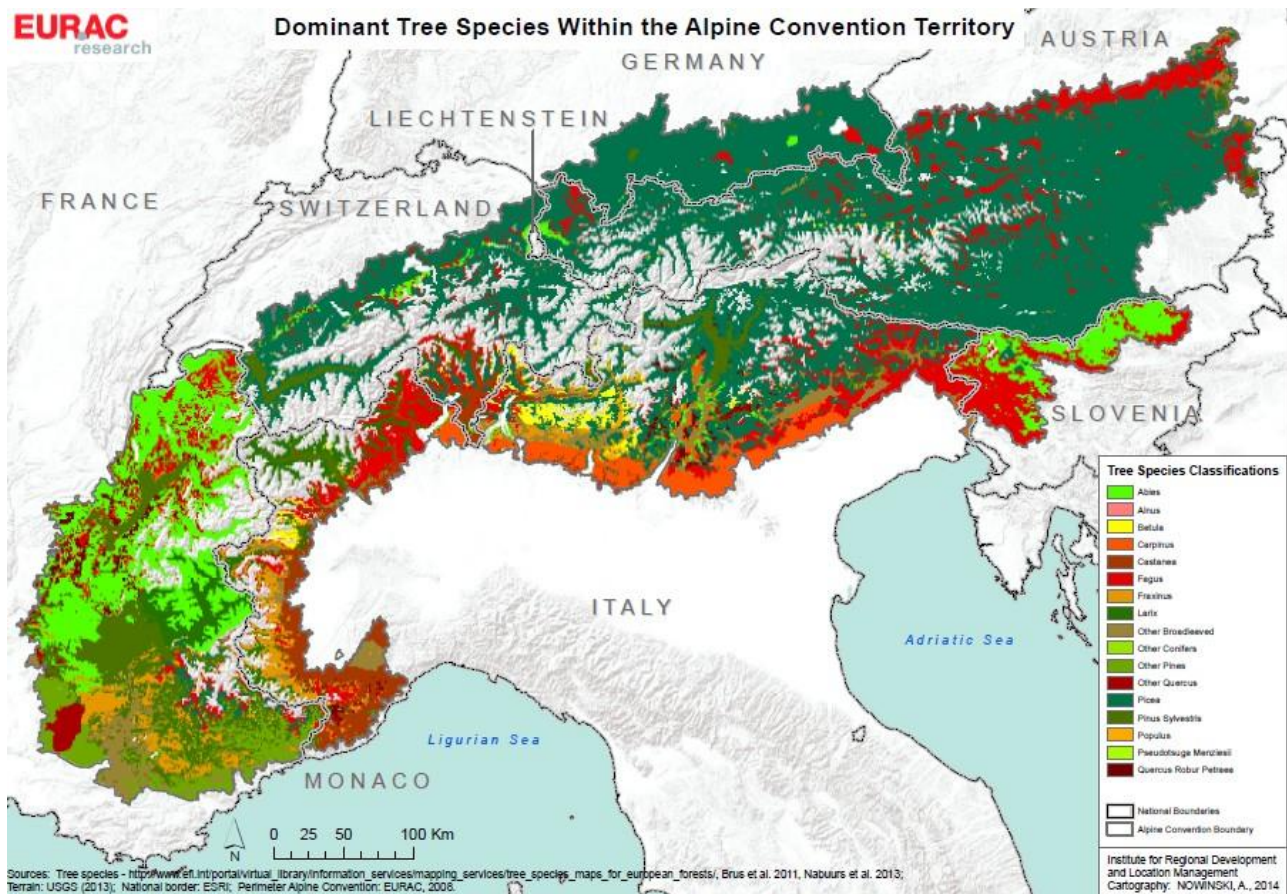 EURAC
research
Dominant Tree Species Within the Alpine Convention Territory
AUSTRIA
GERMANY
LIECHTENSTEIN
FRANCE
SWITZERLAND
SLOVENIA
ITALY
Adriatic Sea
Ligurian Sea
MONACO
Tree Species Classifications
Abies
Alnus
Betula
Carpinus
Castanea
Fagus
Fraxinus
Larix
Other Broadleaved
Other Conifers
Other Pines
Other Quercus
Picea
Pinus Sylvestris
Populus
Pseudotsuge Menziesii
Quercus Robur Petraea
National Boundaries
Alpine Convention Boundary
Institute for Regional Development
and Location Management
Cartography: NOWINSKI, A., 2014
N
0 25 50 100 Km
Sources: Tree species - http://www.efi.int/portal/virtual_library/information_services/mapping_services/tree_species_maps_for_european_forests/, Brus et al. 2011, Nabuurs et al. 2013;
Terrain: USGS (2013); National border: ESRI; Perimeter Alpine Convention: EURAC, 2008.